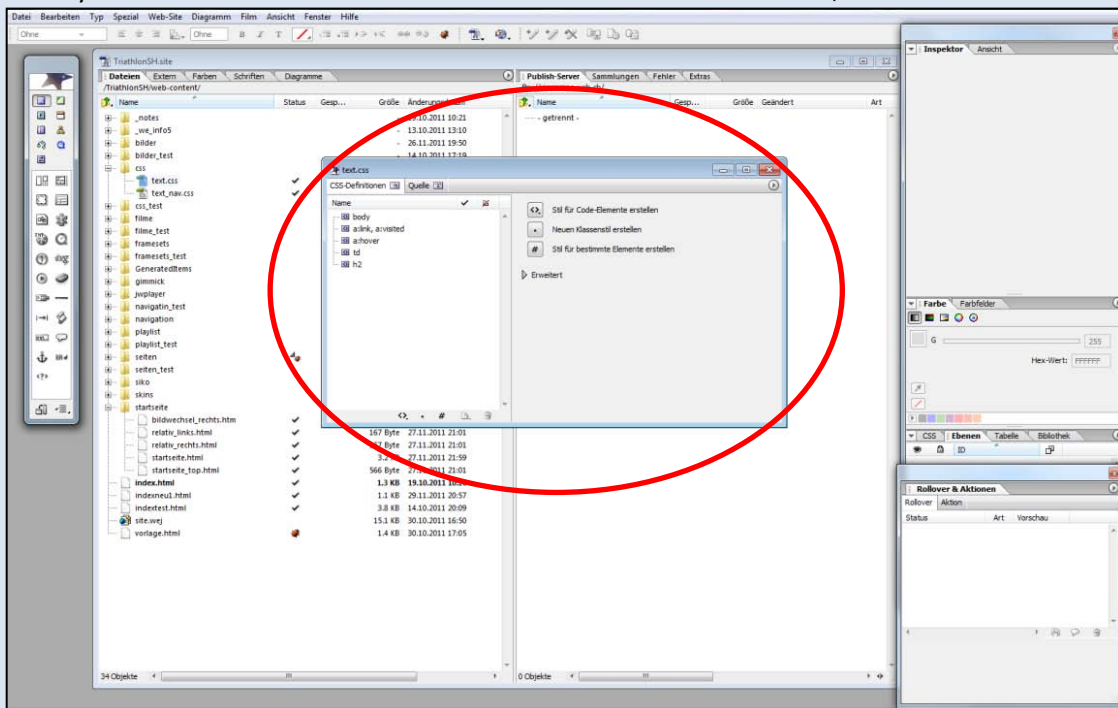 Datei Bearbeiten Typ Spezial Web-Site Diagramm Film Ansicht Fenster Hilfe
Ohne Ohne B I T
TriathlonSH.site
Dateien Extern Farben Schriften Diagramme
/TriathlonSH/web-content/
Name Status Gesp... Größe
_notes - 10:21
_we_info5 - 13.10.2011 13:10
bilder - 26.11.2019 19:50
bilder_test - 14.10.2011 17:19
css
text.css
text_nav.css
css_test
filme
filme_test
framesets
framesets_test
GeneratedItems
gimmick
jwplayer
navigatin_test
navigation
playlist
playlist_test
seiten
seiten_test
siko
skins
startseite
bildwechsel_rechts.htm
relativ_links.html 167 Byte 27.11.2011 21:01
relativ_rechts.html Byte 27.11.2011 21:01
startseite.html 27.11.2011 21:59
startseite_top.html 566 Byte 21:01
index.html 1.3 KB 19.10.2011
indexneu1.html 1.1 KB 29.11.2011 20:57
indextest.html 3.8 KB 14.10.2011 20:09
site.wej 15.1 KB 30.10.2011 16:50
vorlage.html 1.4 KB 30.10.2011 17:05
34 Objekte
Publish-Server Sammlungen Fehler Extras
Name Gesp... Größe Geändert Art
- getrennt -
0 Objekte
text.css
CSS-Definitionen Quelle
Name
body
a:link, a:visited
a:hover
td
h2
Stil für Code-Elemente erstellen
Neuen Klassenstil erstellen
# Stil für bestimmte Elemente erstellen
Erweitert
Inspektor Ansicht
Farbe Farbfelder
G 255
Hex-Wert: FFFFFF
CSS Ebenen Tabelle Bibliothek
ID
Rollover & Aktionen
Rollover Aktion
Status Art Vorschau